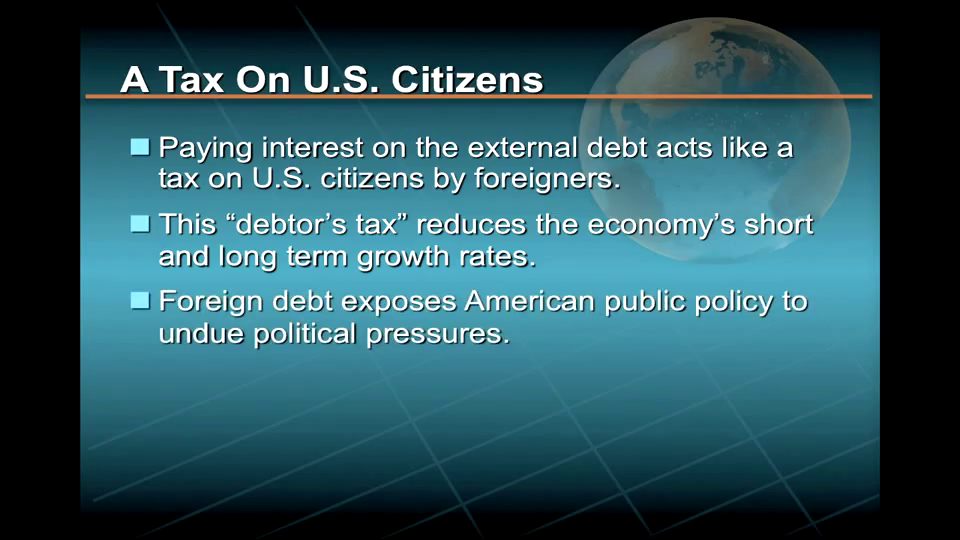 A Tax On U.S. Citizens
Paying interest on the external debt acts like a
tax on U.S. citizens by foreigners.
This “debtor’s tax” reduces the economy’s short
and long term growth rates.
Foreign debt exposes American public policy to
undue political pressures.